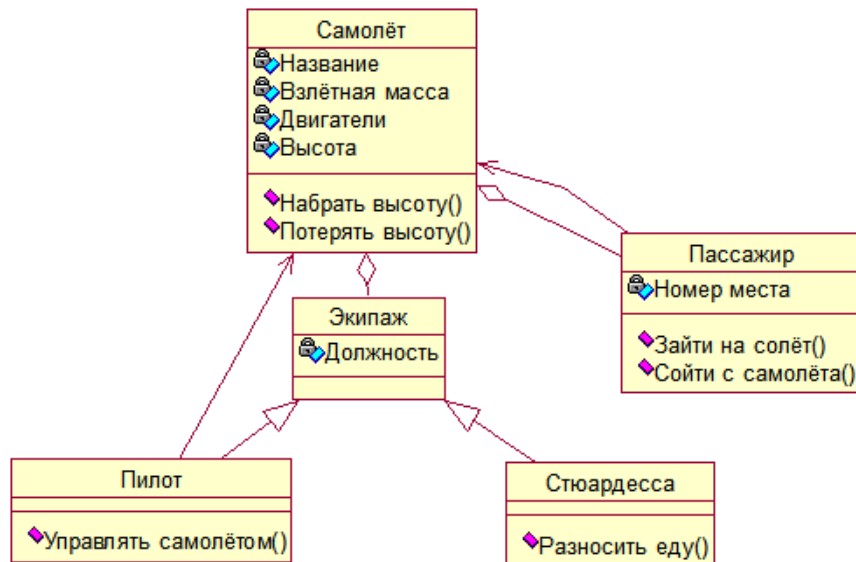 Самолёт
Название
Взлётная масса
Двигатели
Высота
Набрать высоту()
Потерять высоту()
Пассажир
Номер места
Зайти на солёт()
Сойти с самолёта()
Экипаж
Должность
Пилот
Управлять самолётом()
Стюардесса
Разносить еду()